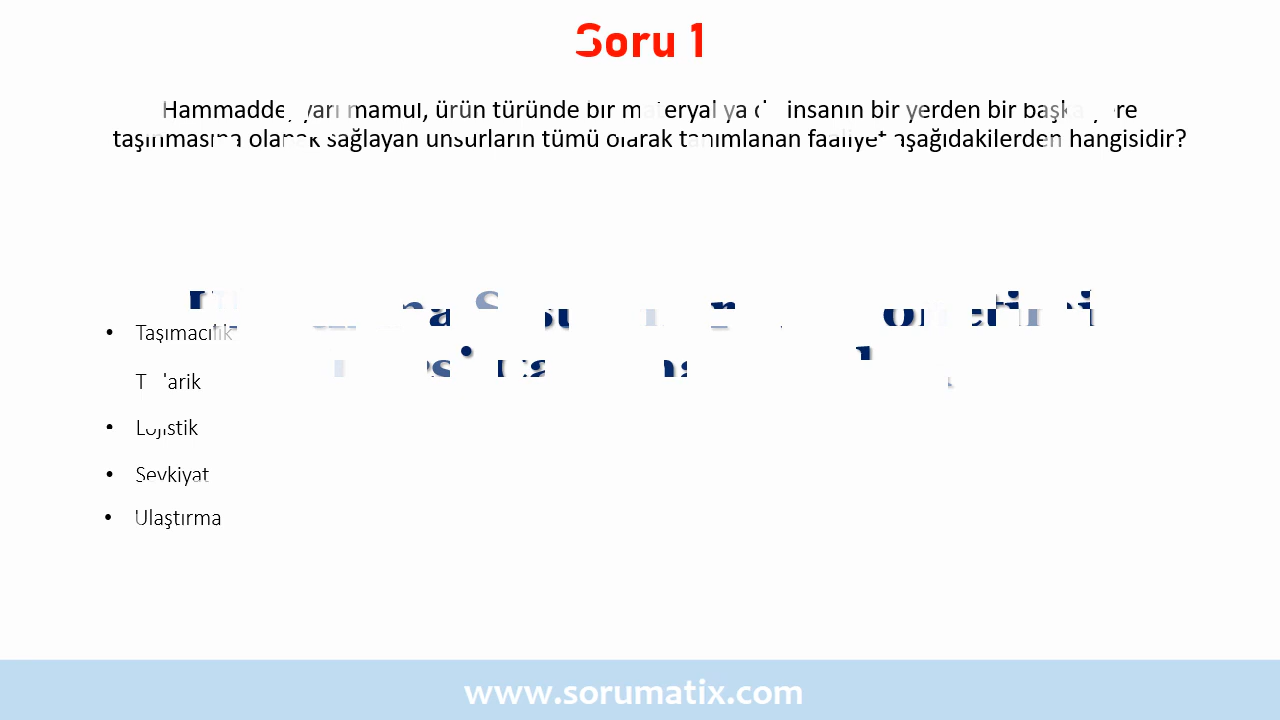 Soru 1
Hammadde, yarı mamul, ürün türünde bir materyal ya da insanın bir yerden bir başka yere
taşınmasına olanak sağlayan unsurların tümü olarak tanımlanan faaliyet aşağıdakilerden hangisidir?
• Taşımacılık
Tedarik
• Lojistik
• Sevkiyat
• Ulaştırma
www.sorumatix.com